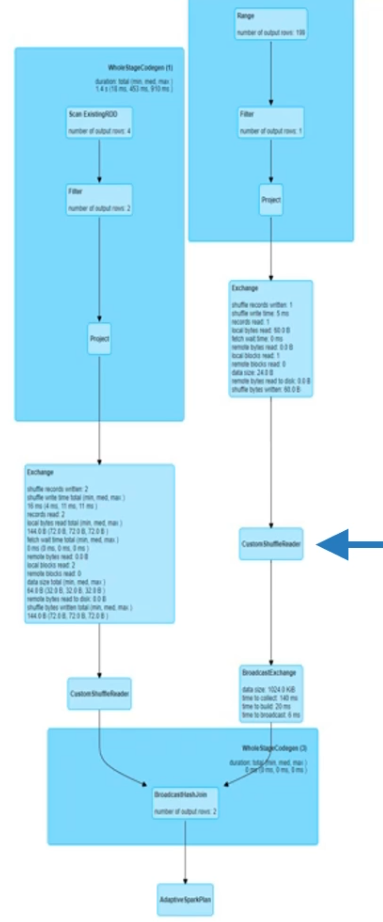 Range
number of output rows: 100
Filter
number of output rows: 1
Project
Exchange
shuffle records written: 1
shuffle write time: 5 ms
records read: 1
local bytes read: 60.0 B
fetch wait time: 0 ms
remote bytes read: 0.0 B
local blocks read: 1
remote blocks read: 0
data size: 24.0 B
remote bytes read to disk: 0.0 B
shuffle bytes written: 60.0 B
CustomShuffleReader
BroadcastExchange
data size: 1024.0 KiB
time to collect: 140 ms
time to build: 20 ms
time to broadcast: 6 ms
WholeStageCodegen (1)
duration: total (min, med, max )
1.4 s (18 ms, 453 ms, 910 ms )
Scan ExistingRDD
number of output rows: 4
Filter
number of output rows: 2
Project
Exchange
shuffle records written: 2
shuffle write time total (min, med, max )
16 ms (4 ms, 11 ms, 11 ms )
records read: 2
local bytes read total (min, med, max )
144.0 B (72.0 B, 72.0 B, 72.0 B )
fetch wait time total (min, med, max )
0 ms (0 ms, 0 ms, 0 ms )
remote bytes read: 0.0 B
local blocks read: 2
remote blocks read: 0
data size total (min, med, max )
64.0 B (32.0 B, 32.0 B, 32.0 B )
remote bytes read to disk: 0.0 B
shuffle bytes written total (min, med, max )
144.0 B (72.0 B, 72.0 B, 72.0 B )
CustomShuffleReader
WholeStageCodegen (3)
duration: total (min, med, max )
0 ms (0 ms, 0 ms, 0 ms )
BroadcastHashJoin
number of output rows: 2
AdaptiveSparkPlan